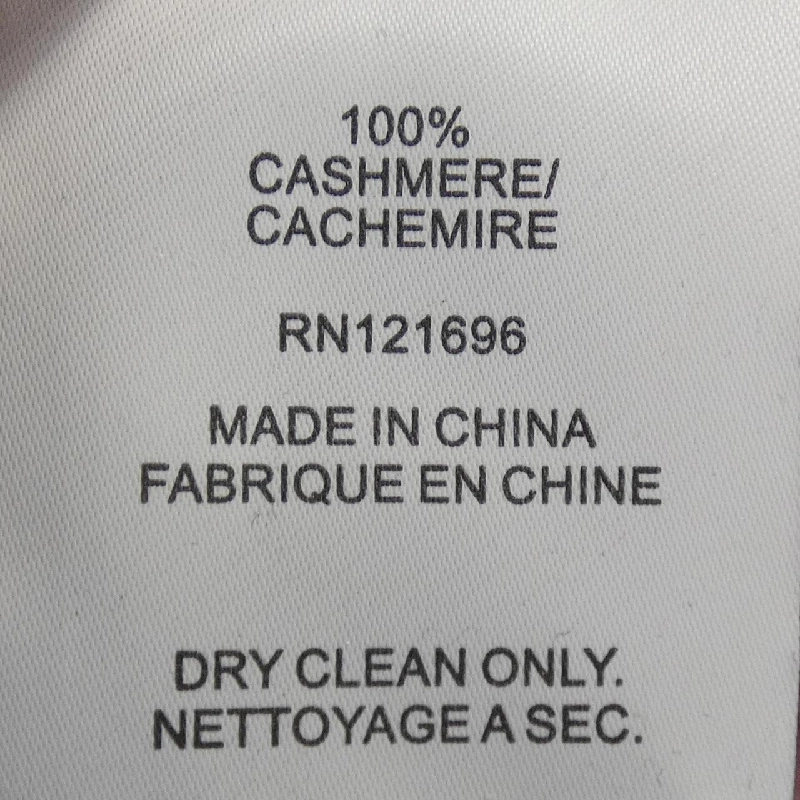 100%
CASHMERE/
CACHEMIRE
RN121696
MADE IN CHINA
FABRIQUE EN CHINE
DRY CLEAN ONLY.
NETTOYAGE A SEC.